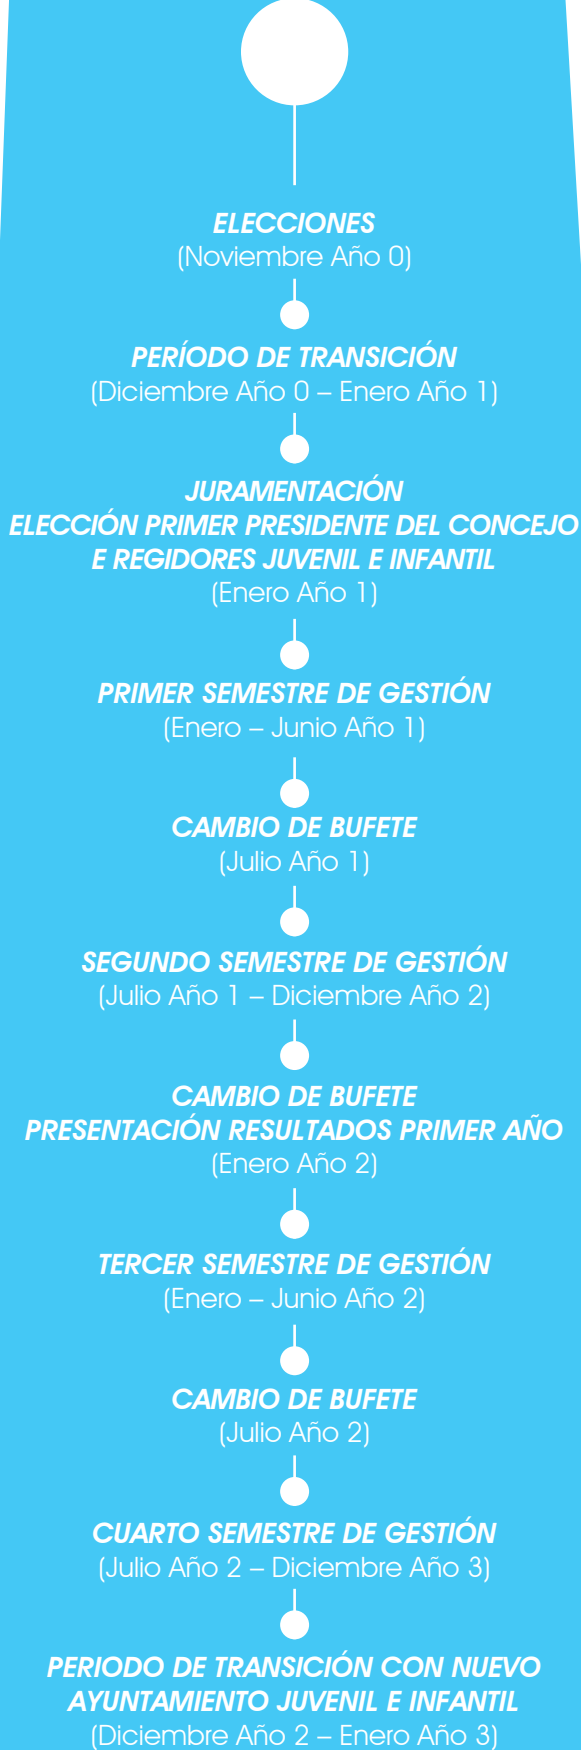 ELECCIONES
(Noviembre Año 0)
PERÍODO DE TRANSICIÓN
(Diciembre Año 0 – Enero Año 1)
JURAMENTACIÓN
ELECCIÓN PRIMER PRESIDENTE DEL CONCEJO
E REGIDORES JUVENIL E INFANTIL
(Enero Año 1)
PRIMER SEMESTRE DE GESTIÓN
(Enero – Junio Año 1)
CAMBIO DE BUFETE
(Julio Año 1)
SEGUNDO SEMESTRE DE GESTIÓN
(Julio Año 1 – Diciembre Año 2)
CAMBIO DE BUFETE
PRESENTACIÓN RESULTADOS PRIMER AÑO
(Enero Año 2)
TERCER SEMESTRE DE GESTIÓN
(Enero – Junio Año 2)
CAMBIO DE BUFETE
(Julio Año 2)
CUARTO SEMESTRE DE GESTIÓN
(Julio Año 2 – Diciembre Año 3)
PERIODO DE TRANSICIÓN CON NUEVO
AYUNTAMIENTO JUVENIL E INFANTIL
(Diciembre Año 2 – Enero Año 3)